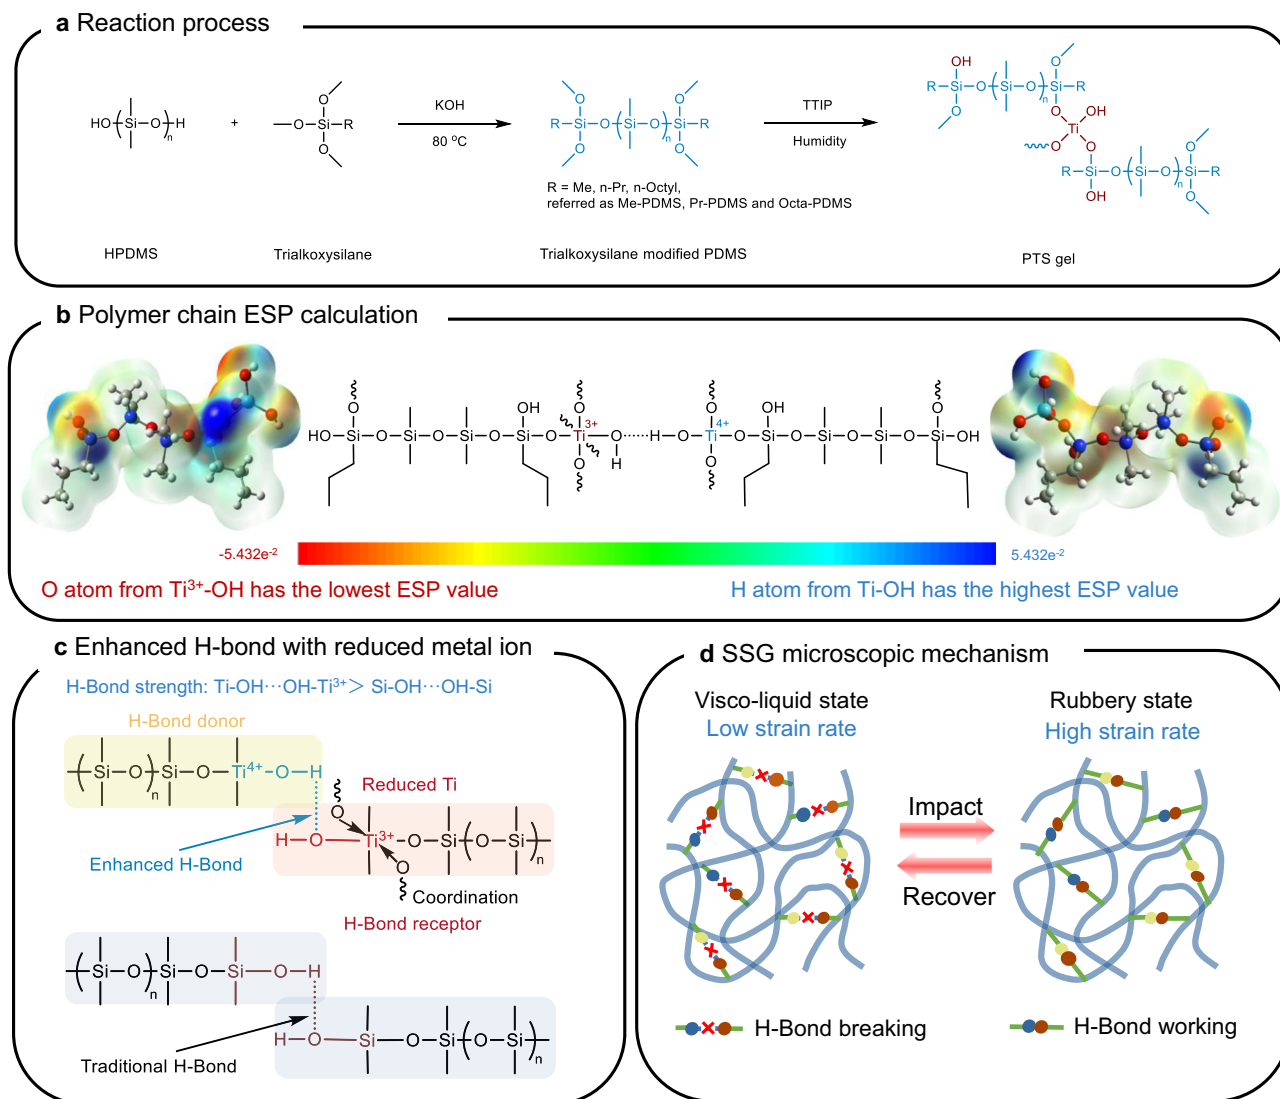 a Reaction process
HO Si O H
n
+
O
O Si R
O
KOH
80 ºC
O O
R Si O Si O Si R
n
O O
R = Me, n-Pr, n-Octyl,
referred as Me-PDMS, Pr-PDMS and Octa-PDMS
TTIP
Humidity
OH O
R Si O Si O Si R
n
O O OH
Ti
O O
R Si O Si O Si R
n
OH O
HPDMS
Trialkoxysilane
Trialkoxysilane modified PDMS
PTS gel
b Polymer chain ESP calculation
O OH O O OH O
HO Si O Si O Si O Si O Ti3+ O H O Ti4+ O Si O Si O Si O Si OH
O H O
-5.432e-2
5.432e-2
O atom from Ti3+-OH has the lowest ESP value
H atom from Ti-OH has the highest ESP value
c Enhanced H-bond with reduced metal ion
H-Bond strength: Ti-OH···OH-Ti3+> Si-OH···OH-Si
H-Bond donor
Si O Si O Ti4+ O H
n
Reduced Ti
O
H O Ti3+ O Si O Si
n
O
Enhanced H-Bond
Coordination
H-Bond receptor
Si O Si O Si O H
n
H O Si O Si O Si
n
Traditional H-Bond
d SSG microscopic mechanism
Visco-liquid state
Low strain rate
Rubbery state
High strain rate
Impact
Recover
H-Bond breaking
H-Bond working